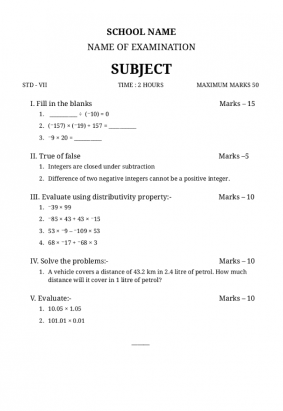 SCHOOL NAME
NAME OF EXAMINATION
SUBJECT
STD - VII TIME : 2 HOURS MAXIMUM MARKS 50
I. Fill in the blanks Marks – 15
1. ________ ÷ (⁻10) = 0
2. (⁻157) × (⁻19) + 157 = ________
3. ⁻9 × 20 = ________
II. True of false Marks –5
1. Integers are closed under subtraction
2. Difference of two negative integers cannot be a positive integer.
III. Evaluate using distributivity property:- Marks – 10
1. ⁻39 × 99
2. ⁻85 × 43 + 43 × ⁻15
3. 53 × ⁻9 – ⁻109 × 53
4. 68 × ⁻17 + ⁻68 × 3
IV. Solve the problems:- Marks – 10
1. A vehicle covers a distance of 43.2 km in 2.4 litre of petrol. How much
distance will it cover in 1 litre of petrol?
V. Evaluate:- Marks – 10
1. 10.05 × 1.05
2. 101.01 × 0.01